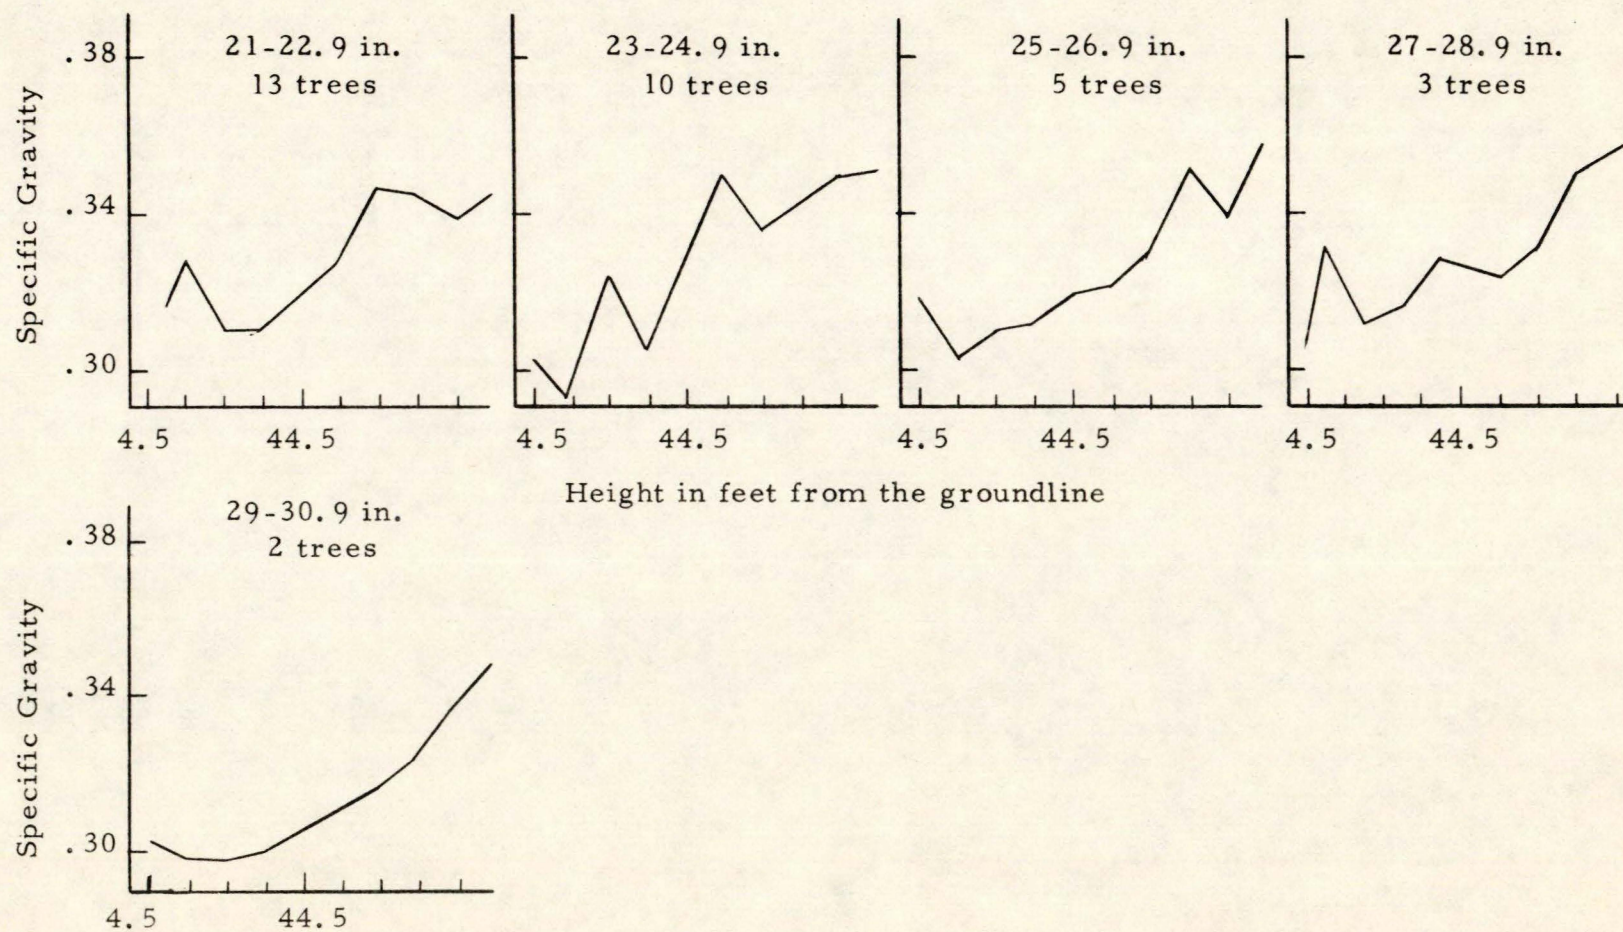 21-22.9 in.
13 trees
23-24.9 in.
10 trees
25-26.9 in.
5 trees
27-28.9 in.
3 trees
Specific Gravity
.38
.34
.30
4.5 44.5
4.5 44.5
4.5 44.5
4.5 44.5
Height in feet from the groundline
29-30.9 in.
2 trees
Specific Gravity
.38
.34
.30
4.5 44.5